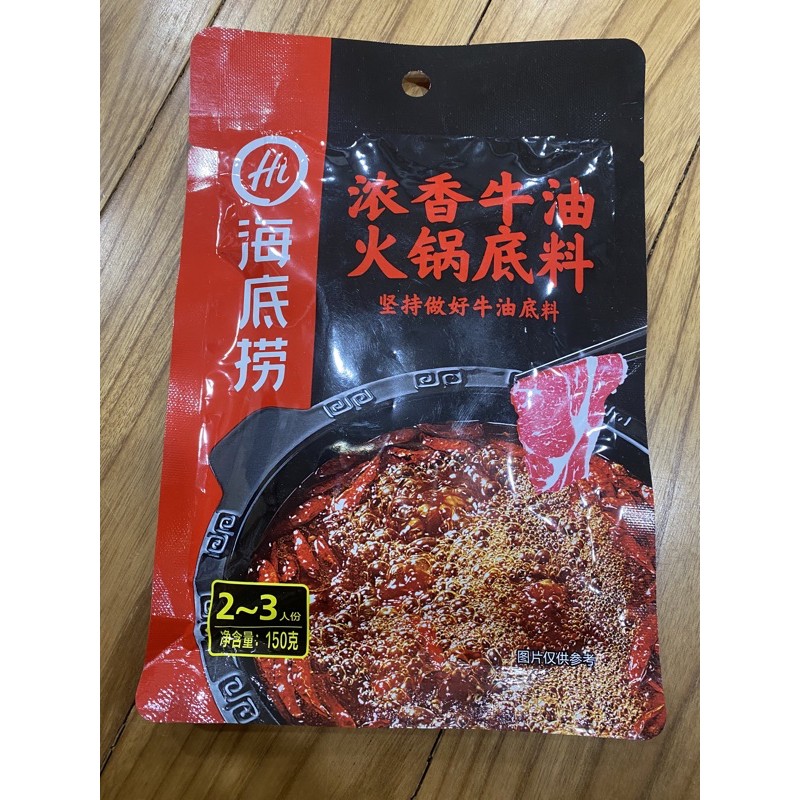 Hi
海底捞
浓香牛油
火锅底料
坚持做好牛油底料
2~3人份
净含量：150克
图片仅供参考